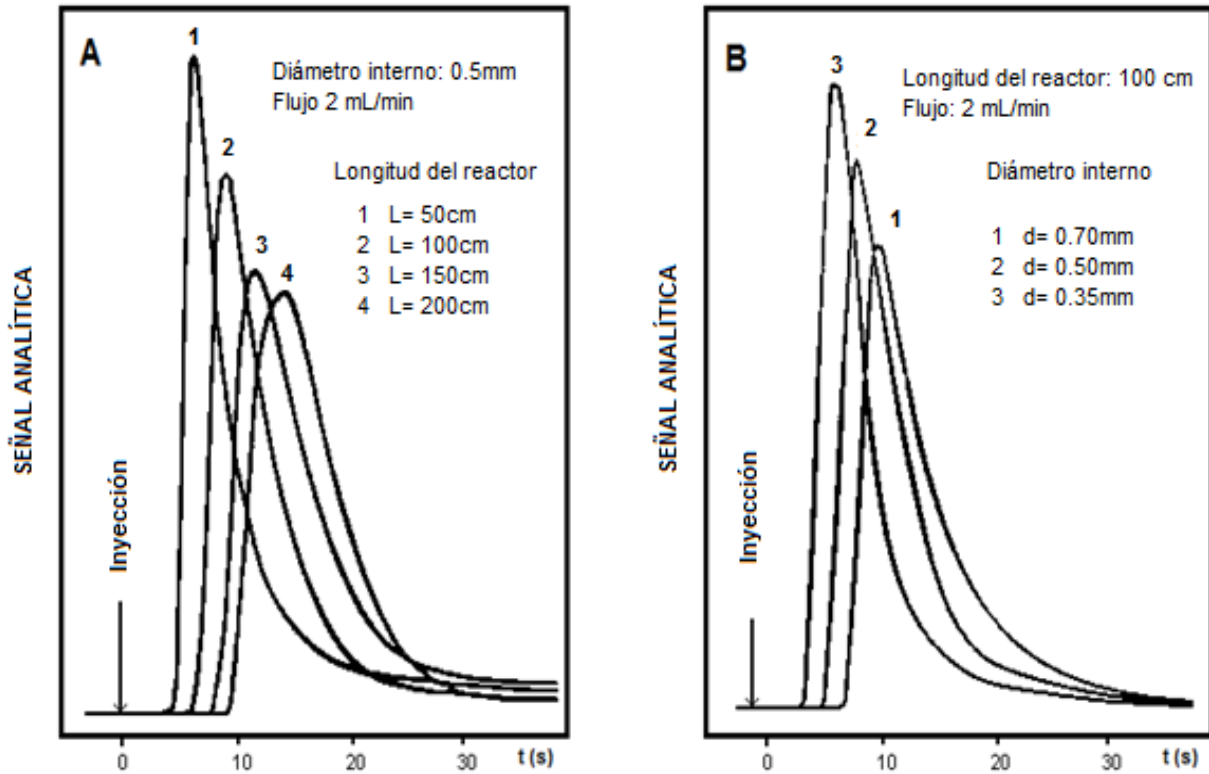 A
1
2
3
4
Diámetro interno: 0.5mm
Flujo 2 mL/min
Longitud del reactor
1 L= 50cm
2 L= 100cm
3 L= 150cm
4 L= 200cm
SEÑAL ANALÍTICA
Inyección
0 10 20 30 t (s)
B
3
2
1
Longitud del reactor: 100 cm
Flujo: 2 mL/min
Diámetro interno
1 d= 0.70mm
2 d= 0.50mm
3 d= 0.35mm
SEÑAL ANALÍTICA
Inyección
0 10 20 30 t (s)